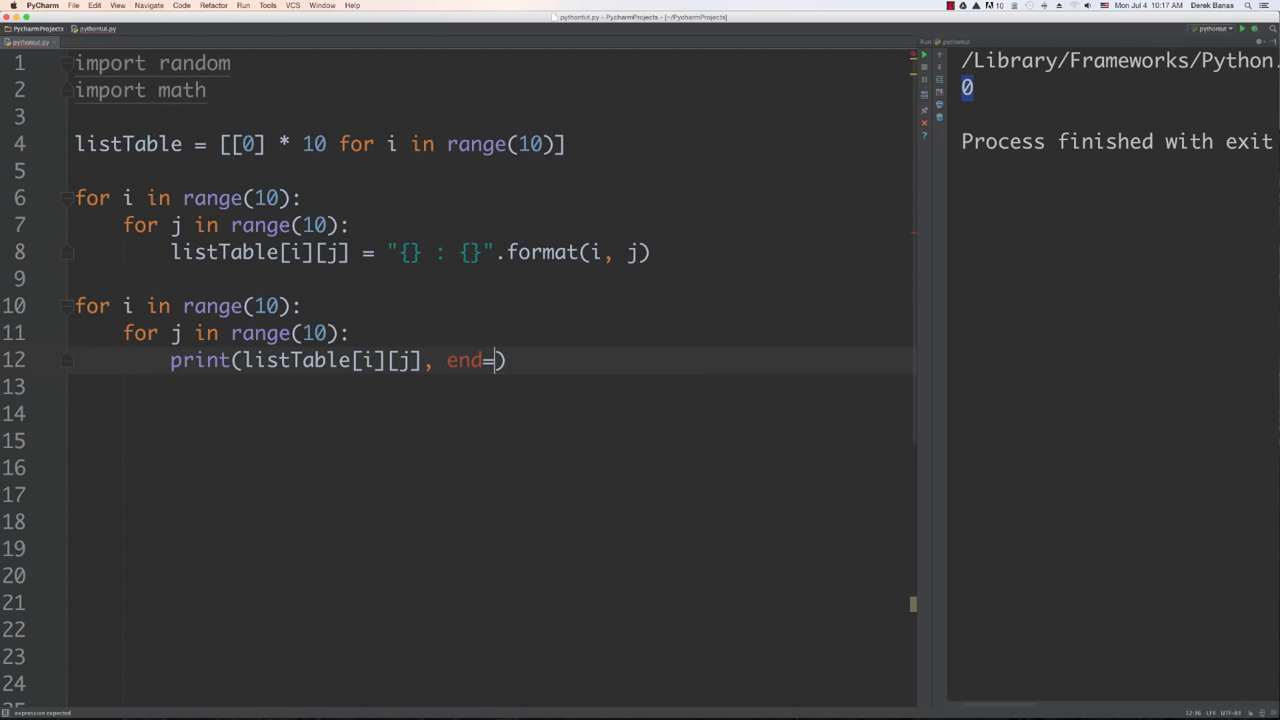 PyCharm File Edit View Navigate Code Refactor Run Tools VCS Window Help
10 Mon Jul 4 10:17 AM Derek Banas
pythontut.py - PycharmProjects - [~/PycharmProjects]
PycharmProjects pythontut.py pythontut
pythontut.py Run pythontut
1 import random
2 import math
3
4 listTable = [[0] * 10 for i in range(10)]
5
6 for i in range(10):
7 for j in range(10):
8 listTable[i][j] = "{} : {}".format(i, j)
9
10 for i in range(10):
11 for j in range(10):
12 print(listTable[i][j], end=)
13
14
15
16
17
18
19
20
21
22
23
24
/Library/Frameworks/Python.
0
Process finished with exit
expression expected 12:36 LF÷ UTF-8÷